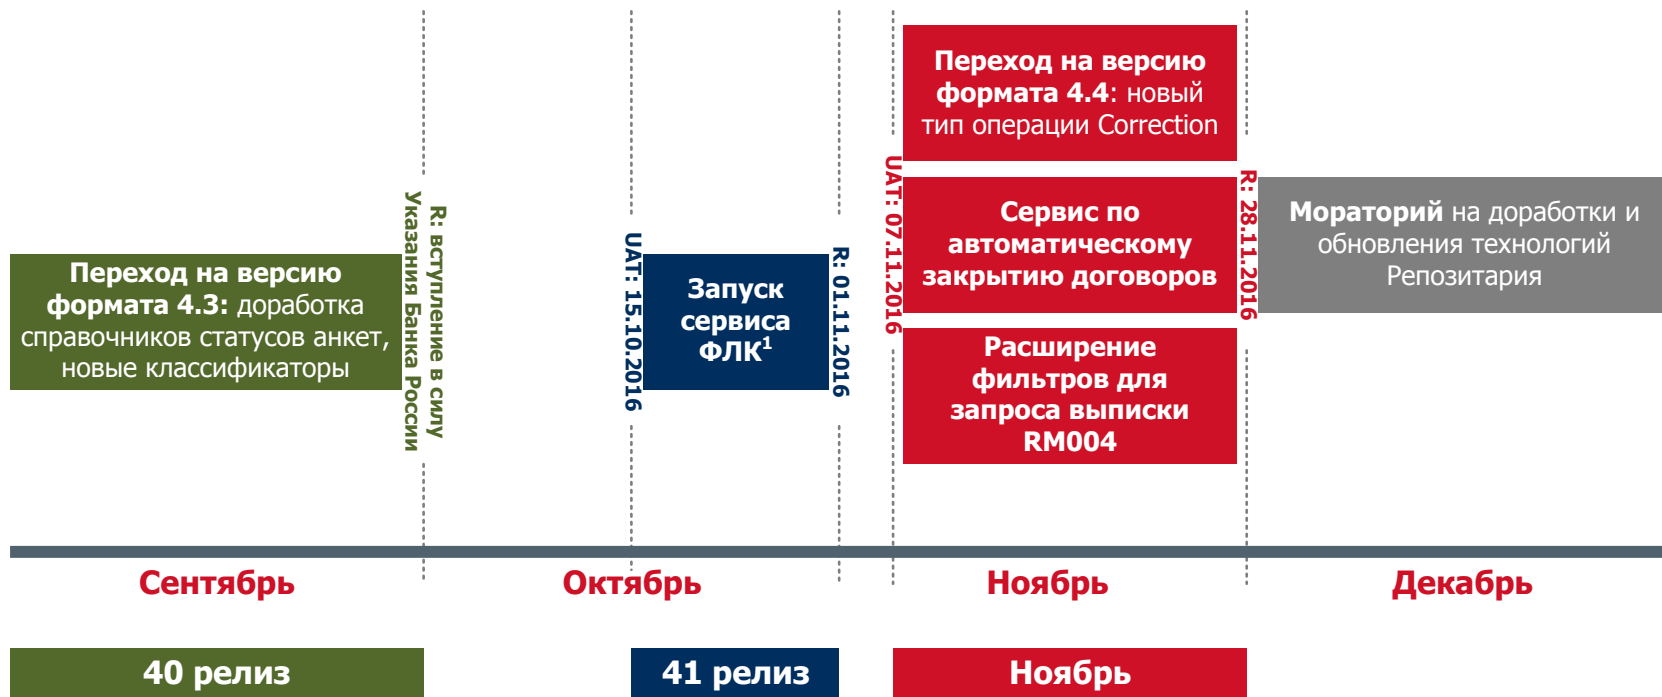 Переход на версию
формата 4.3: доработка
справочников статусов анкет,
новые классификаторы
R: вступление в силу
Указания Банка России
UAT: 15.10.2016
Запуск
сервиса
ФЛК1
R: 01.11.2016
UAT: 07.11.2016
Переход на версию
формата 4.4: новый
тип операции Correction
Сервис по
автоматическому
закрытию договоров
Расширение
фильтров для
запроса выписки
RM004
R: 28.11.2016
Мораторий на доработки и
обновления технологий
Репозитария
Сентябрь
Октябрь
Ноябрь
Декабрь
40 релиз
41 релиз
Ноябрь